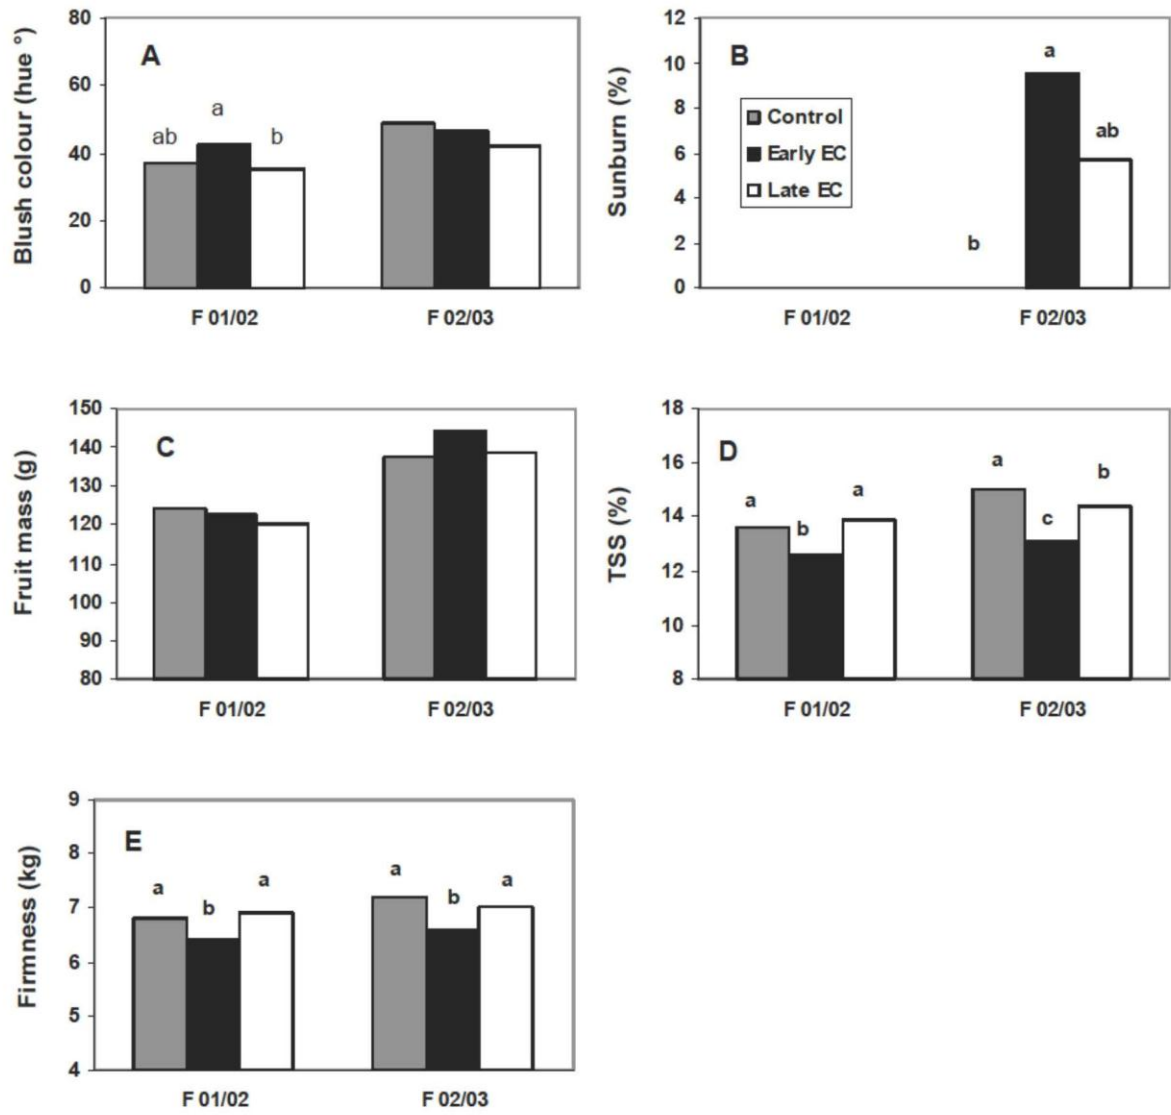 80
60
40
20
0
Blush colour (hue °)
A
ab
a
b
F 01/02
F 02/03
12
10
8
6
4
2
0
Sunburn (%)
B
Control
Early EC
Late EC
b
a
ab
F 01/02
F 02/03
150
140
130
120
110
100
90
80
Fruit mass (g)
C
F 01/02
F 02/03
18
16
14
12
10
8
TSS (%)
D
a
b
a
a
c
b
F 01/02
F 02/03
9
8
7
6
5
4
Firmness (kg)
E
a
b
a
a
b
a
F 01/02
F 02/03